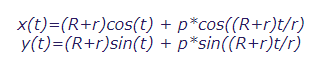 x(t)=(R+r)cos(t) + p*cos((R+r)t/r)
y(t)=(R+r)sin(t) + p*sin((R+r)t/r)